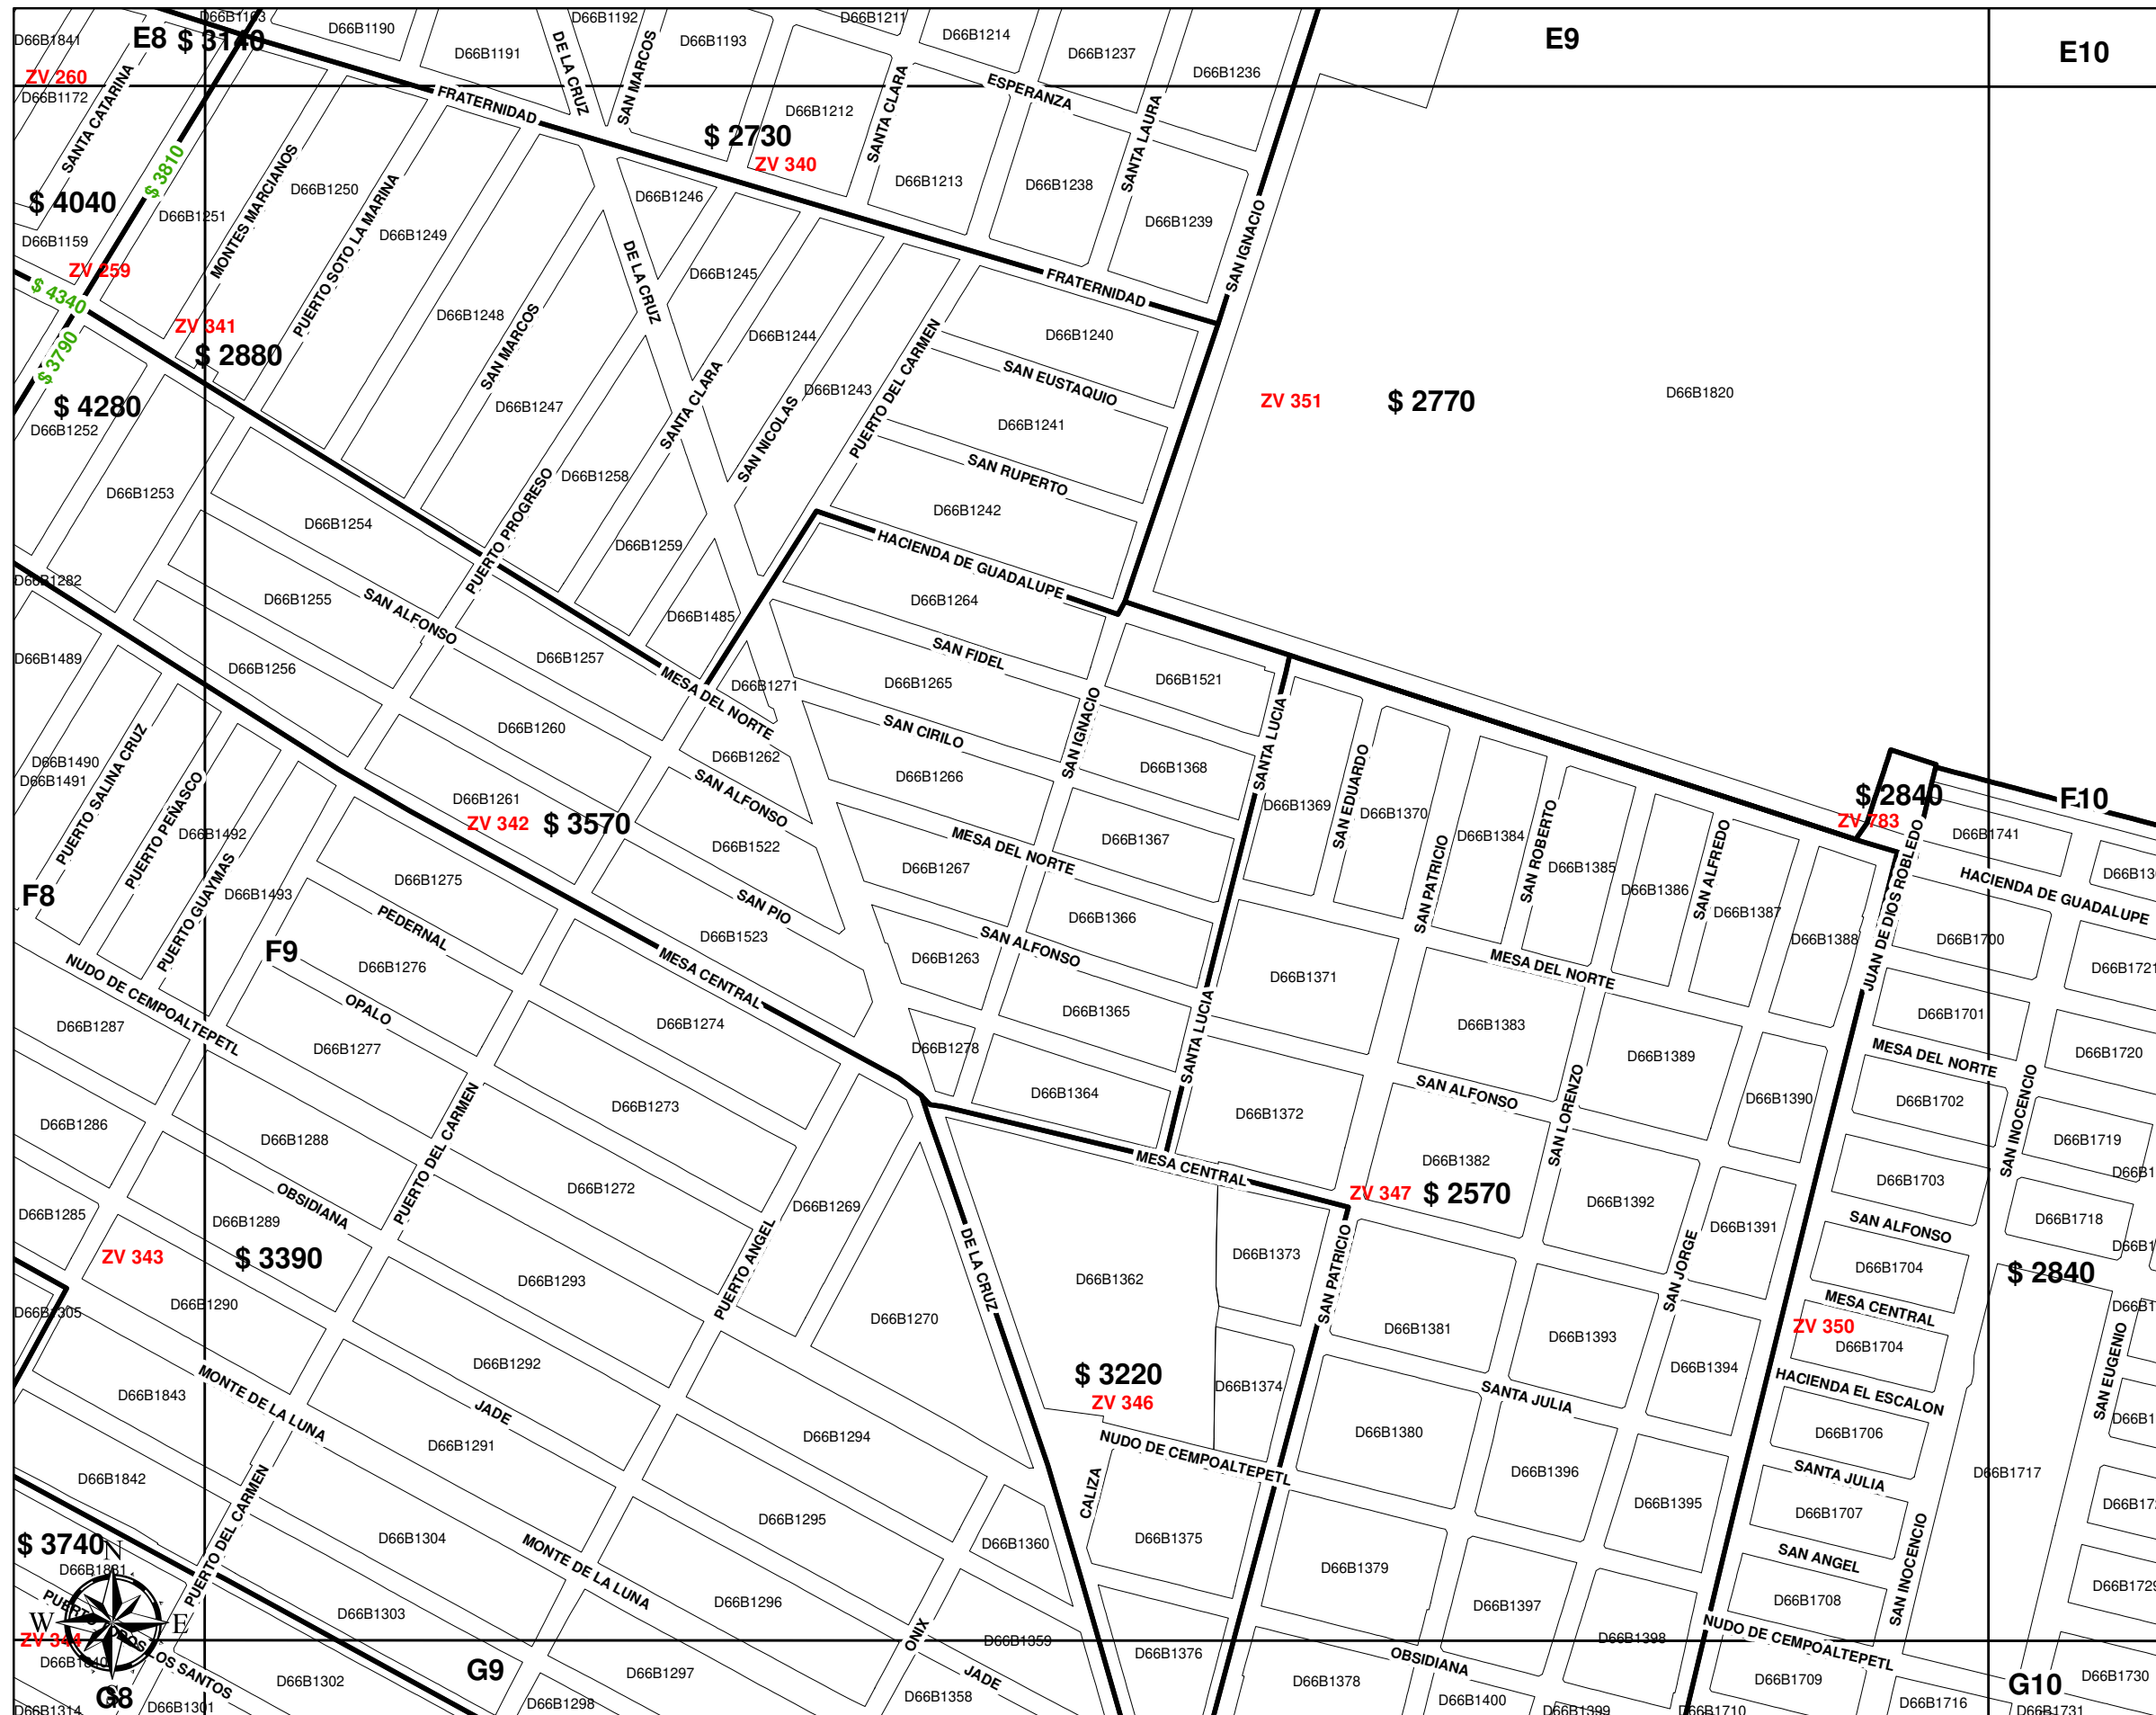 D66B1163
D66B1190
D66B1192
D66B1211
D66B1841
E8
$ 3140
D66B1191
DE LA CRUZ
SAN MARCOS
D66B1193
D66B1214
D66B1237
D66B1236
E9
E10
ZV 260
D66B1172
SANTA CATARINA
FRATERNIDAD
$ 2730
ZV 340
D66B1212
SANTA CLARA
ESPERANZA
SANTA LAURA
$ 3810
$ 4040
D66B1251
MONTES MARCIANOS
D66B1250
PUERTO SOTO LA MARINA
D66B1249
D66B1246
D66B1213
D66B1238
D66B1239
SAN IGNACIO
D66B1159
ZV 259
$ 4340
$ 3790
ZV 341
$ 2880
D66B1248
SAN MARCOS
DE LA CRUZ
D66B1245
D66B1244
FRATERNIDAD
D66B1240
SAN EUSTAQUIO
$ 4280
D66B1252
D66B1247
SANTA CLARA
SAN NICOLAS
D66B1243
PUERTO DEL CARMEN
D66B1241
SAN RUPERTO
ZV 351
$ 2770
D66B1820
D66B1253
D66B1254
PUERTO PROGRESO
D66B1258
D66B1259
D66B1242
HACIENDA DE GUADALUPE
D66B1282
D66B1255
SAN ALFONSO
D66B1485
D66B1264
D66B1489
D66B1256
D66B1257
MESA DEL NORTE
D66B1271
SAN FIDEL
D66B1265
D66B1521
D66B1490
D66B1491
PUERTO SALINA CRUZ
PUERTO PEÑASCO
D66B1492
D66B1260
D66B1262
SAN ALFONSO
SAN CIRILO
D66B1266
SAN IGNACIO
D66B1368
SANTA LUCIA
D66B1369
SAN EDUARDO
D66B1370
D66B1384
SAN ROBERTO
D66B1385
SAN ALFREDO
$ 2840
ZV 783
F10
D66B1741
D66B1261
ZV 342
$ 3570
D66B1522
MESA DEL NORTE
D66B1367
SAN PATRICIO
D66B1386
D66B1387
D66B1388
JUAN DE DIOS ROBLEDO
HACIENDA DE GUADALUPE
F8
PUERTO GUAYMAS
D66B1493
D66B1275
PEDERNAL
SAN PIO
D66B1267
D66B1366
D66B1700
D66B1721
NUDO DE CEMPOALTEPETL
F9
D66B1276
OPALO
D66B1523
MESA CENTRAL
D66B1263
SAN ALFONSO
D66B1371
MESA DEL NORTE
D66B1287
D66B1277
D66B1274
D66B1278
D66B1365
SANTA LUCIA
D66B1383
D66B1389
D66B1701
MESA DEL NORTE
D66B1720
D66B1286
D66B1288
PUERTO DEL CARMEN
D66B1273
D66B1364
D66B1372
SAN ALFONSO
SAN LORENZO
D66B1390
D66B1702
SAN INOCENCIO
D66B1719
D66B1285
OBSIDIANA
D66B1289
D66B1272
D66B1269
MESA CENTRAL
ZV 347
$ 2570
D66B1382
D66B1392
D66B1391
D66B1703
SAN ALFONSO
D66B1718
ZV 343
$ 3390
D66B1293
PUERTO ANGEL
DE LA CRUZ
D66B1362
D66B1373
SAN PATRICIO
SAN JORGE
D66B1704
MESA CENTRAL
$ 2840
D66B1305
D66B1290
D66B1270
D66B1381
D66B1393
ZV 350
D66B1704
D66B1843
MONTE DE LA LUNA
D66B1292
JADE
$ 3220
ZV 346
D66B1374
SANTA JULIA
D66B1394
HACIENDA EL ESCALON
SAN EUGENIO
D66B1842
D66B1291
D66B1294
NUDO DE CEMPOALTEPETL
D66B1380
D66B1396
D66B1706
SANTA JULIA
D66B1717
$ 3740
D66B1831
PUERTO DEL CARMEN
D66B1304
MONTE DE LA LUNA
D66B1295
D66B1360
CALIZA
D66B1375
D66B1379
D66B1395
D66B1707
SAN ANGEL
SAN INOCENCIO
D66B1729
N
W
E
S
ZV 344
D66B1840
LOS SANTOS
D66B1303
D66B1296
ONIX
D66B1359
D66B1376
OBSIDIANA
D66B1397
D66B1398
D66B1708
NUDO DE CEMPOALTEPETL
G8
D66B1314
D66B1301
D66B1302
G9
D66B1298
D66B1297
D66B1358
JADE
D66B1378
D66B1400
D66B1399
D66B1710
D66B1709
D66B1716
G10
D66B1730
D66B1731